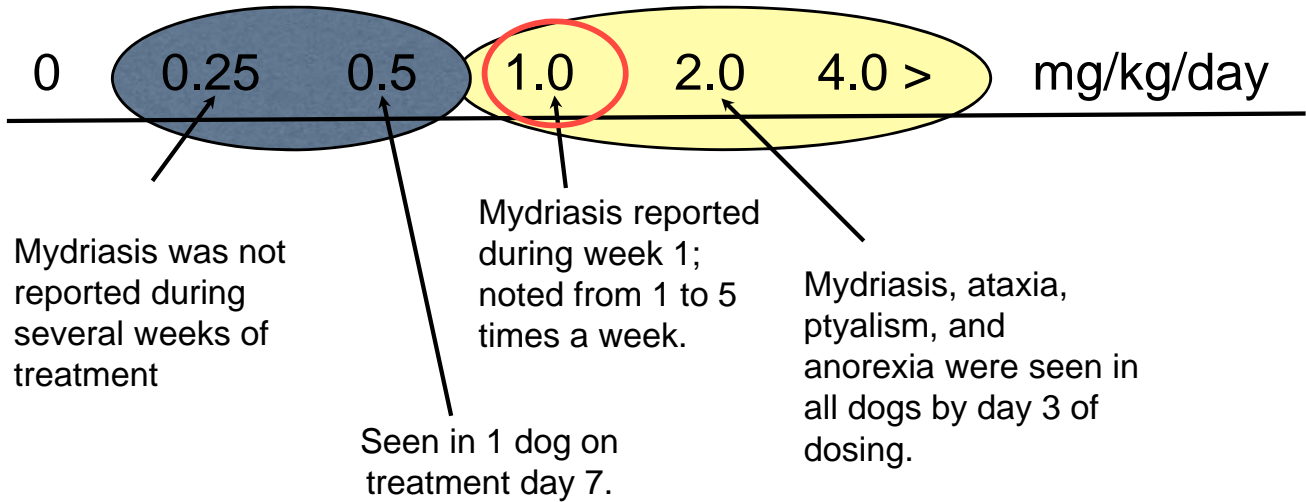 0 0.25 0.5 1.0 2.0 4.0 > mg/kg/day
Mydriasis was not
reported during
several weeks of
treatment
Seen in 1 dog on
treatment day 7.
Mydriasis reported
during week 1;
noted from 1 to 5
times a week.
Mydriasis, ataxia,
ptyalism, and
anorexia were seen in
all dogs by day 3 of
dosing.